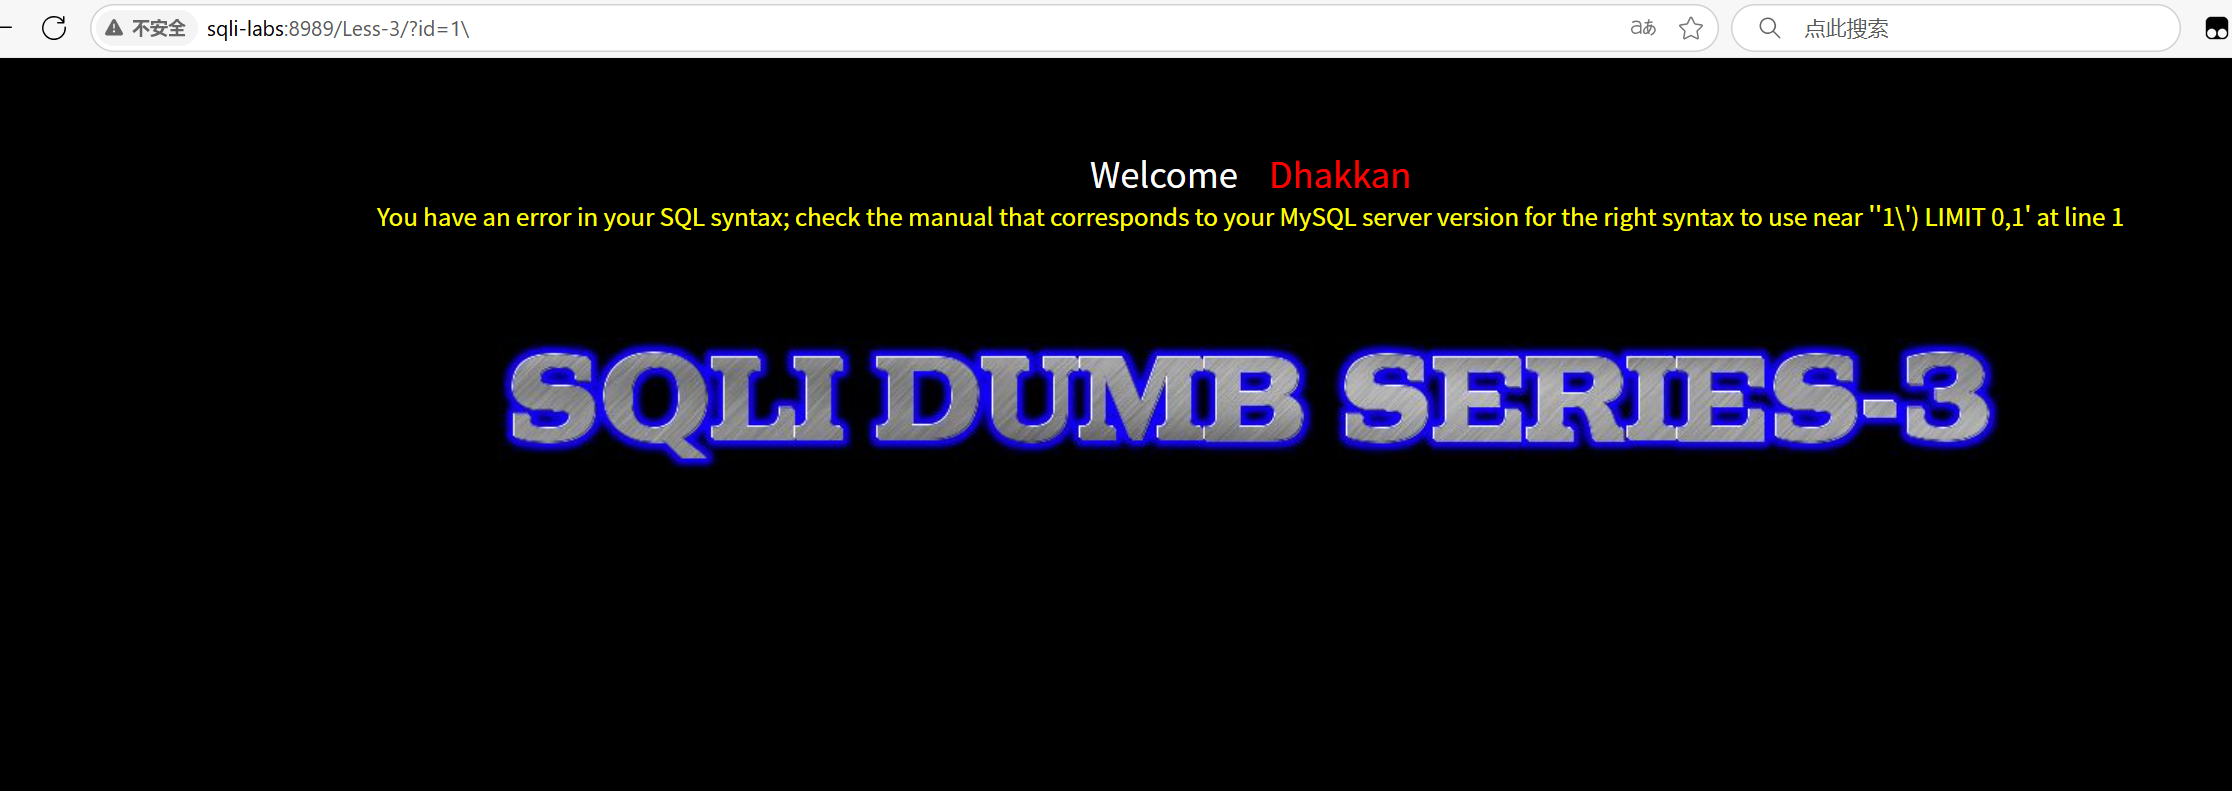 不安全 sqli-labs:8989/Less-3/?id=1\ aあ 点此搜索
Welcome Dhakkan
You have an error in your SQL syntax; check the manual that corresponds to your MySQL server version for the right syntax to use near ''1\') LIMIT 0,1' at line 1
SQLI DUMB SERIES-3